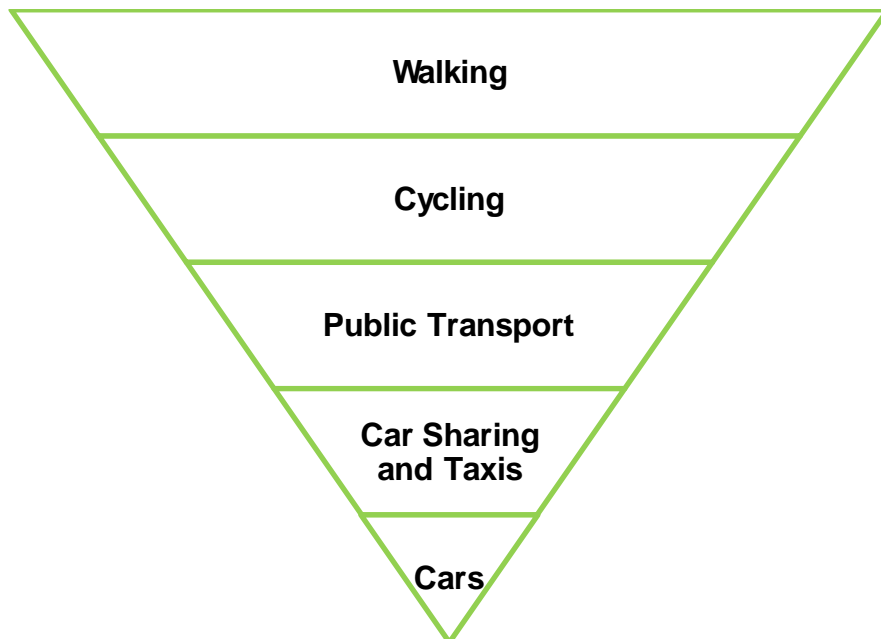 Walking
Cycling
Public Transport
Car Sharing
and Taxis
Cars